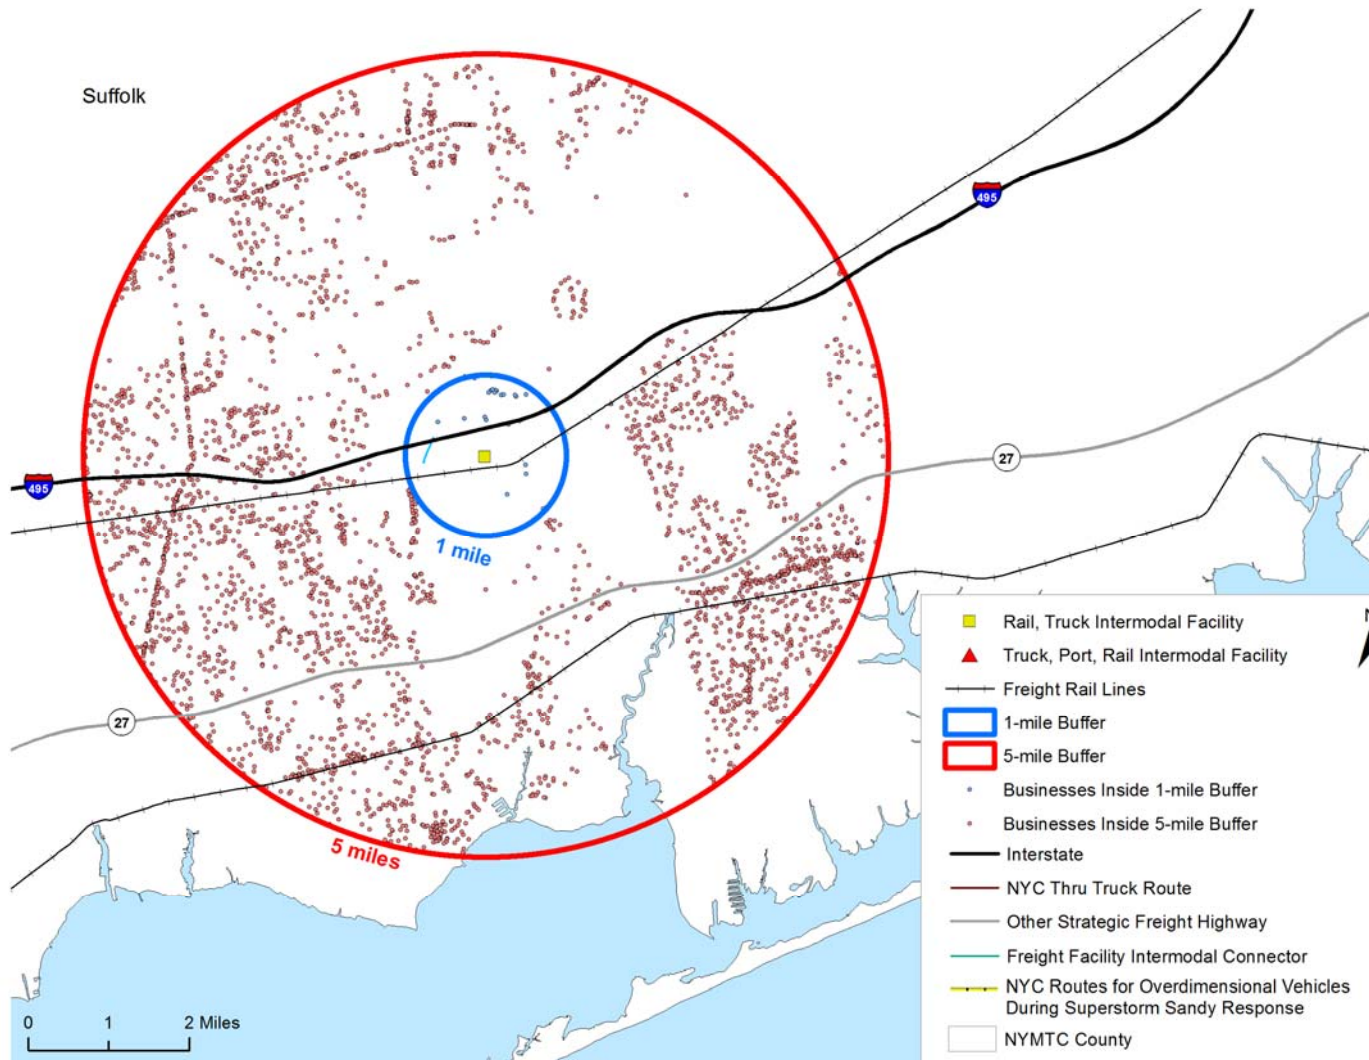 Suffolk
495
27
495
1 mile
27
5 miles
N
Rail, Truck Intermodal Facility
Truck, Port, Rail Intermodal Facility
Freight Rail Lines
1-mile Buffer
5-mile Buffer
Businesses Inside 1-mile Buffer
Businesses Inside 5-mile Buffer
Interstate
NYC Thru Truck Route
Other Strategic Freight Highway
Freight Facility Intermodal Connector
NYC Routes for Overdimensional Vehicles
During Superstorm Sandy Response
NYMTC County
0 1 2 Miles